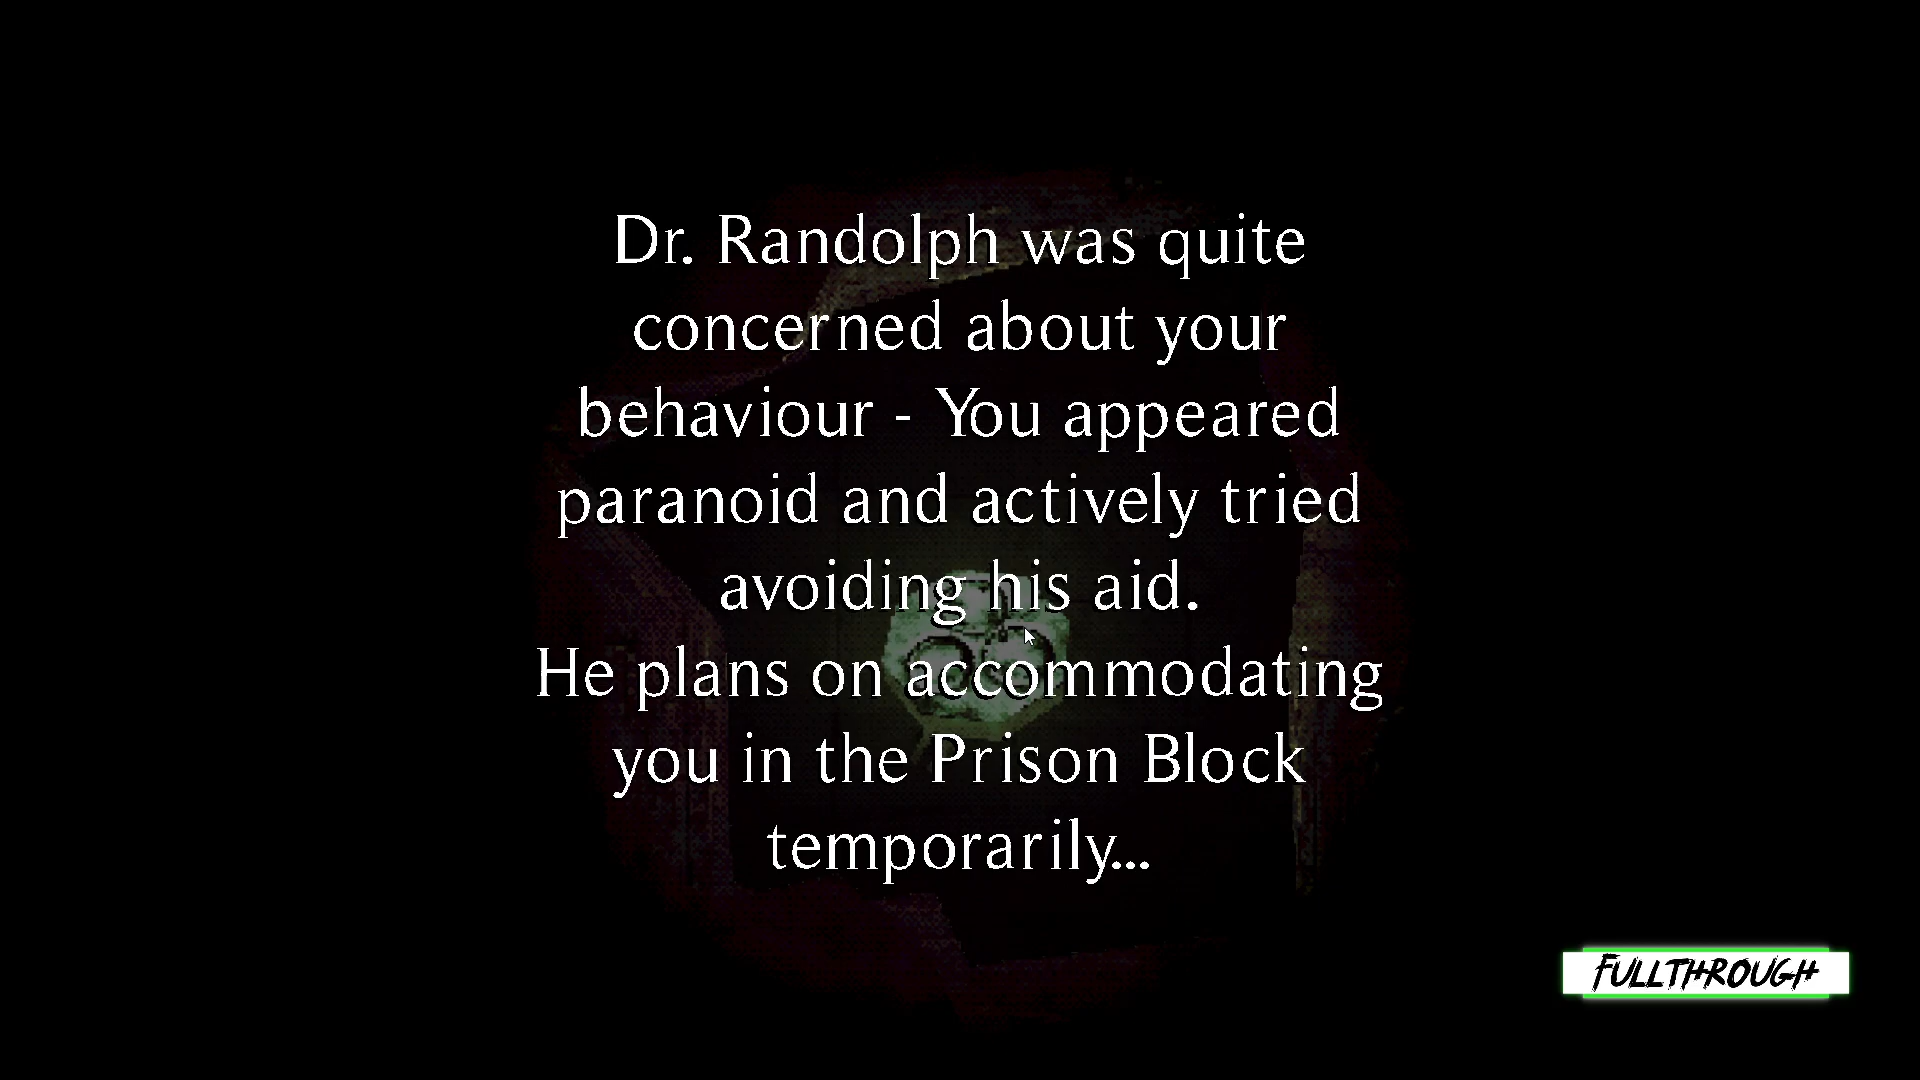 Dr. Randolph was quite
concerned about your
behaviour - You appeared
paranoid and actively tried
avoiding his aid.
He plans on accommodating
you in the Prison Block
temporarily...
FULLTHROUGH